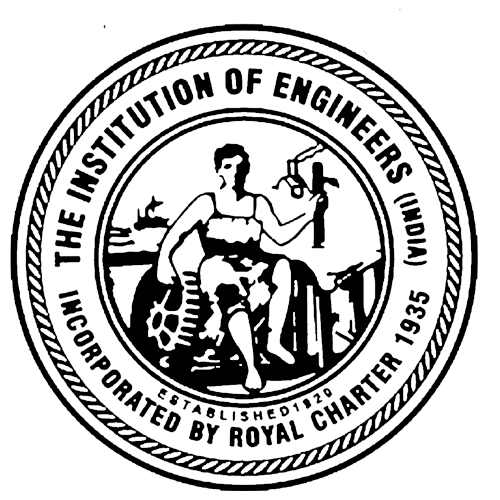 THE INSTITUTION OF ENGINEERS (INDIA)
ESTABLISHED 1920
INCORPORATED BY ROYAL CHARTER 1935